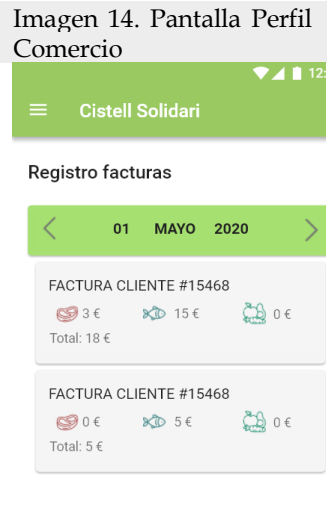 Imagen 14. Pantalla Perfil
Comercio
12:
Cistell Solidari
Registro facturas
01 MAYO 2020
FACTURA CLIENTE #15468
3 € 15 € 0 €
Total: 18 €
FACTURA CLIENTE #15468
0 € 5 € 0 €
Total: 5 €